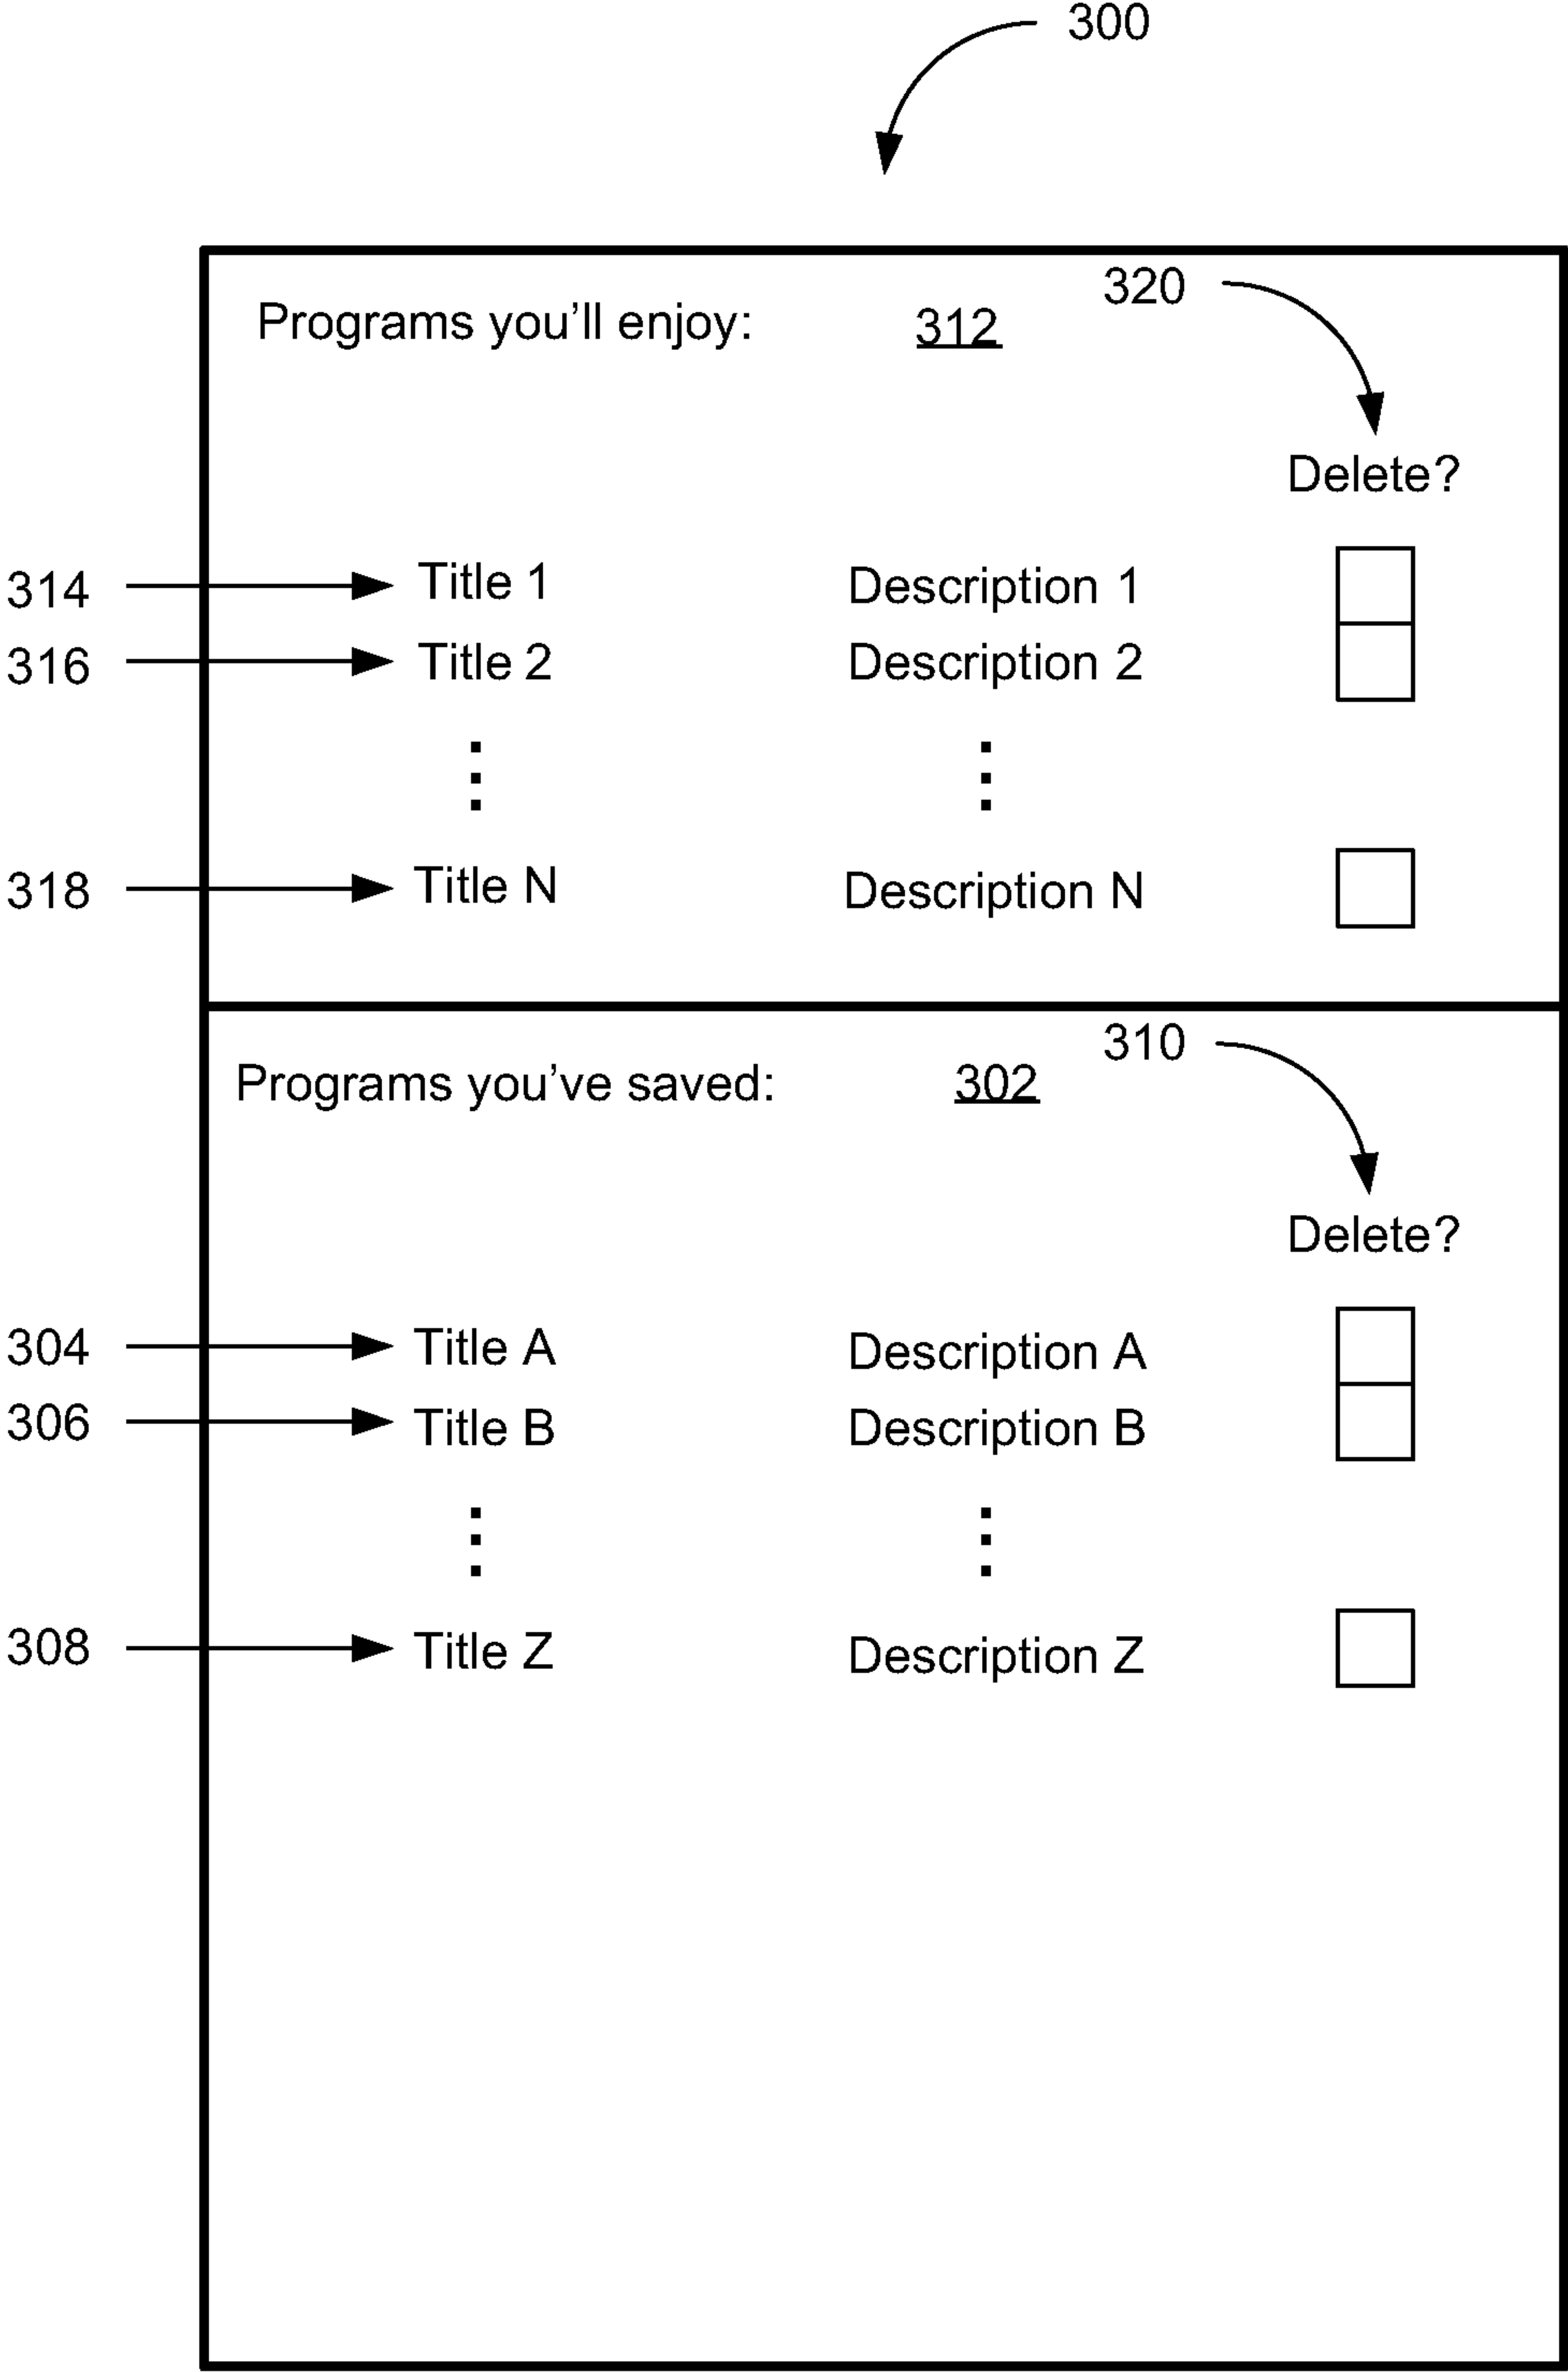 300
Programs you'll enjoy: 312 320
Delete?
314 Title 1 Description 1
316 Title 2 Description 2
318 Title N Description N
Programs you've saved: 302 310
Delete?
304 Title A Description A
306 Title B Description B
308 Title Z Description Z